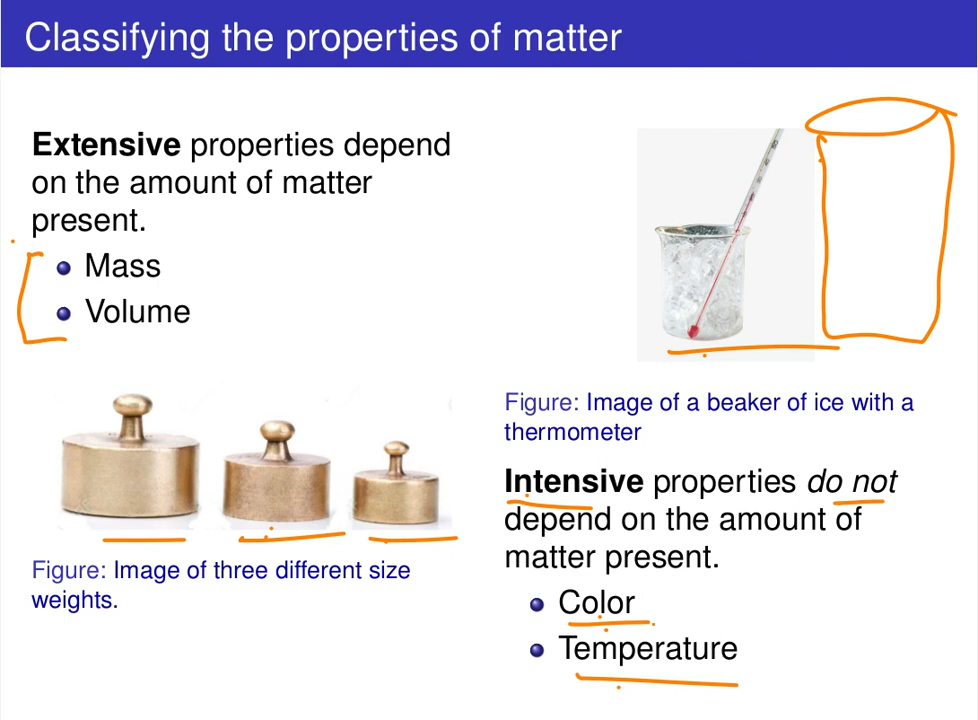 Classifying the properties of matter
Extensive properties depend
on the amount of matter
present.
Mass
Volume
Figure: Image of three different size
weights.
Figure: Image of a beaker of ice with a
thermometer
Intensive properties do not
depend on the amount of
matter present.
Color
Temperature